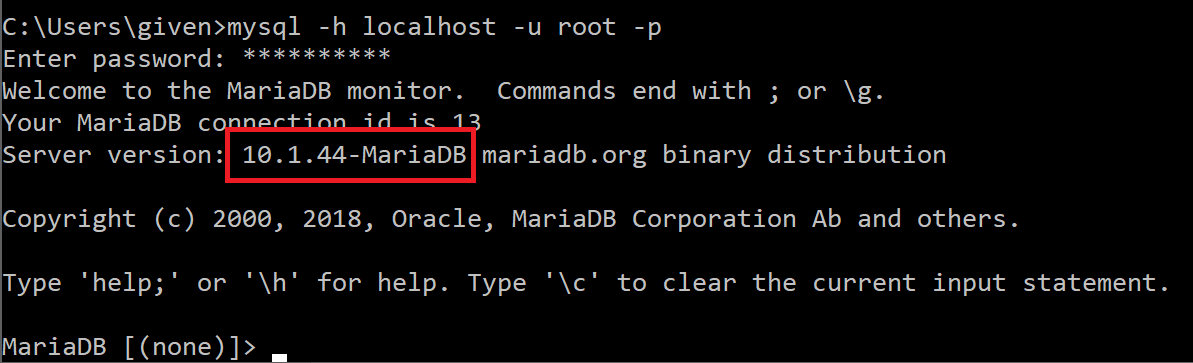 C:\Users\given>mysql -h localhost -u root -p
Enter password: **********
Welcome to the MariaDB monitor.  Commands end with ; or \g.
Your MariaDB connection id is 13
Server version: 10.1.44-MariaDB mariadb.org binary distribution
Copyright (c) 2000, 2018, Oracle, MariaDB Corporation Ab and others.
Type 'help;' or '\h' for help. Type '\c' to clear the current input statement.
MariaDB [(none)]>